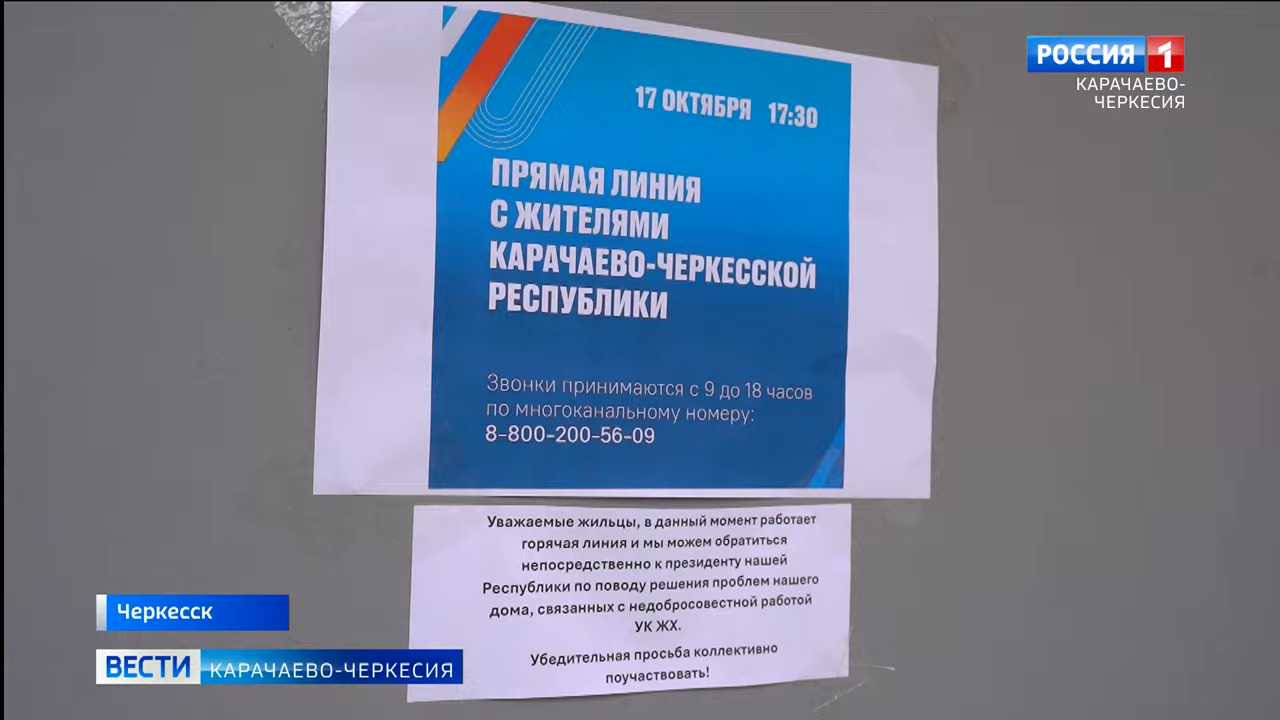 РОССИЯ 1
КАРАЧАЕВО-
ЧЕРКЕСИЯ
17 ОКТЯБРЯ 17:30
ПРЯМАЯ ЛИНИЯ
С ЖИТЕЛЯМИ
КАРАЧАЕВО-ЧЕРКЕССКОЙ
РЕСПУБЛИКИ
Звонки принимаются с 9 до 18 часов
по многоканальному номеру:
8-800-200-56-09
Уважаемые жильцы, в данный момент работает
горячая линия и мы можем обратиться
непосредственно к президенту нашей
Республики по поводу решения проблем нашего
дома, связанных с недобросовестной работой
УК ЖХ.
Убедительная просьба коллективно
поучаствовать!
Черкесск
ВЕСТИ КАРАЧАЕВО-ЧЕРКЕСИЯ